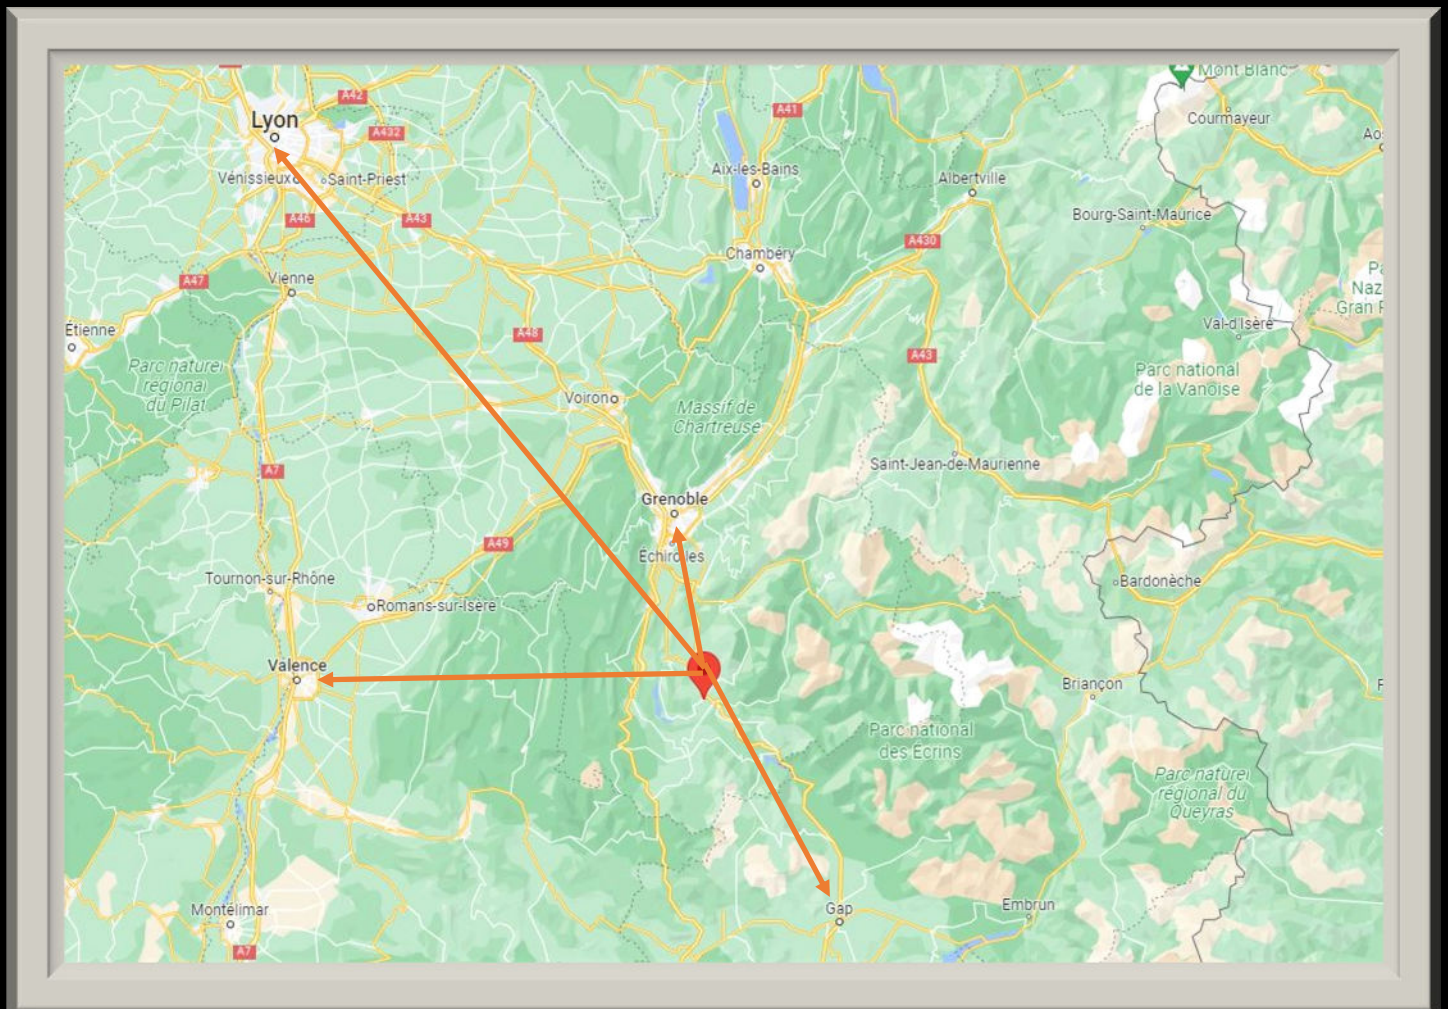 Mont Blanc
A42
Lyon
A41
Courmayeur
A432
Aix-les-Bains
Vénissieux
Saint-Priest
Albertville
A46
A43
Bourg-Saint-Maurice
A430
Chambéry
A47
Vienne
Étienne
A48
Val-d'Isère
A43
Parc naturel
régional
du Pilat
Parc national
de la Vanoise
Voiron
Massif de
Chartreuse
A7
Saint-Jean-de-Maurienne
Grenoble
A49
Échirolles
Tournon-sur-Rhône
Bardonèche
Romans-sur-Isère
Valence
Briançon
Parc national
des Écrins
Parc naturel
régional du
Queyras
Montélimar
Gap
Embrun
A7